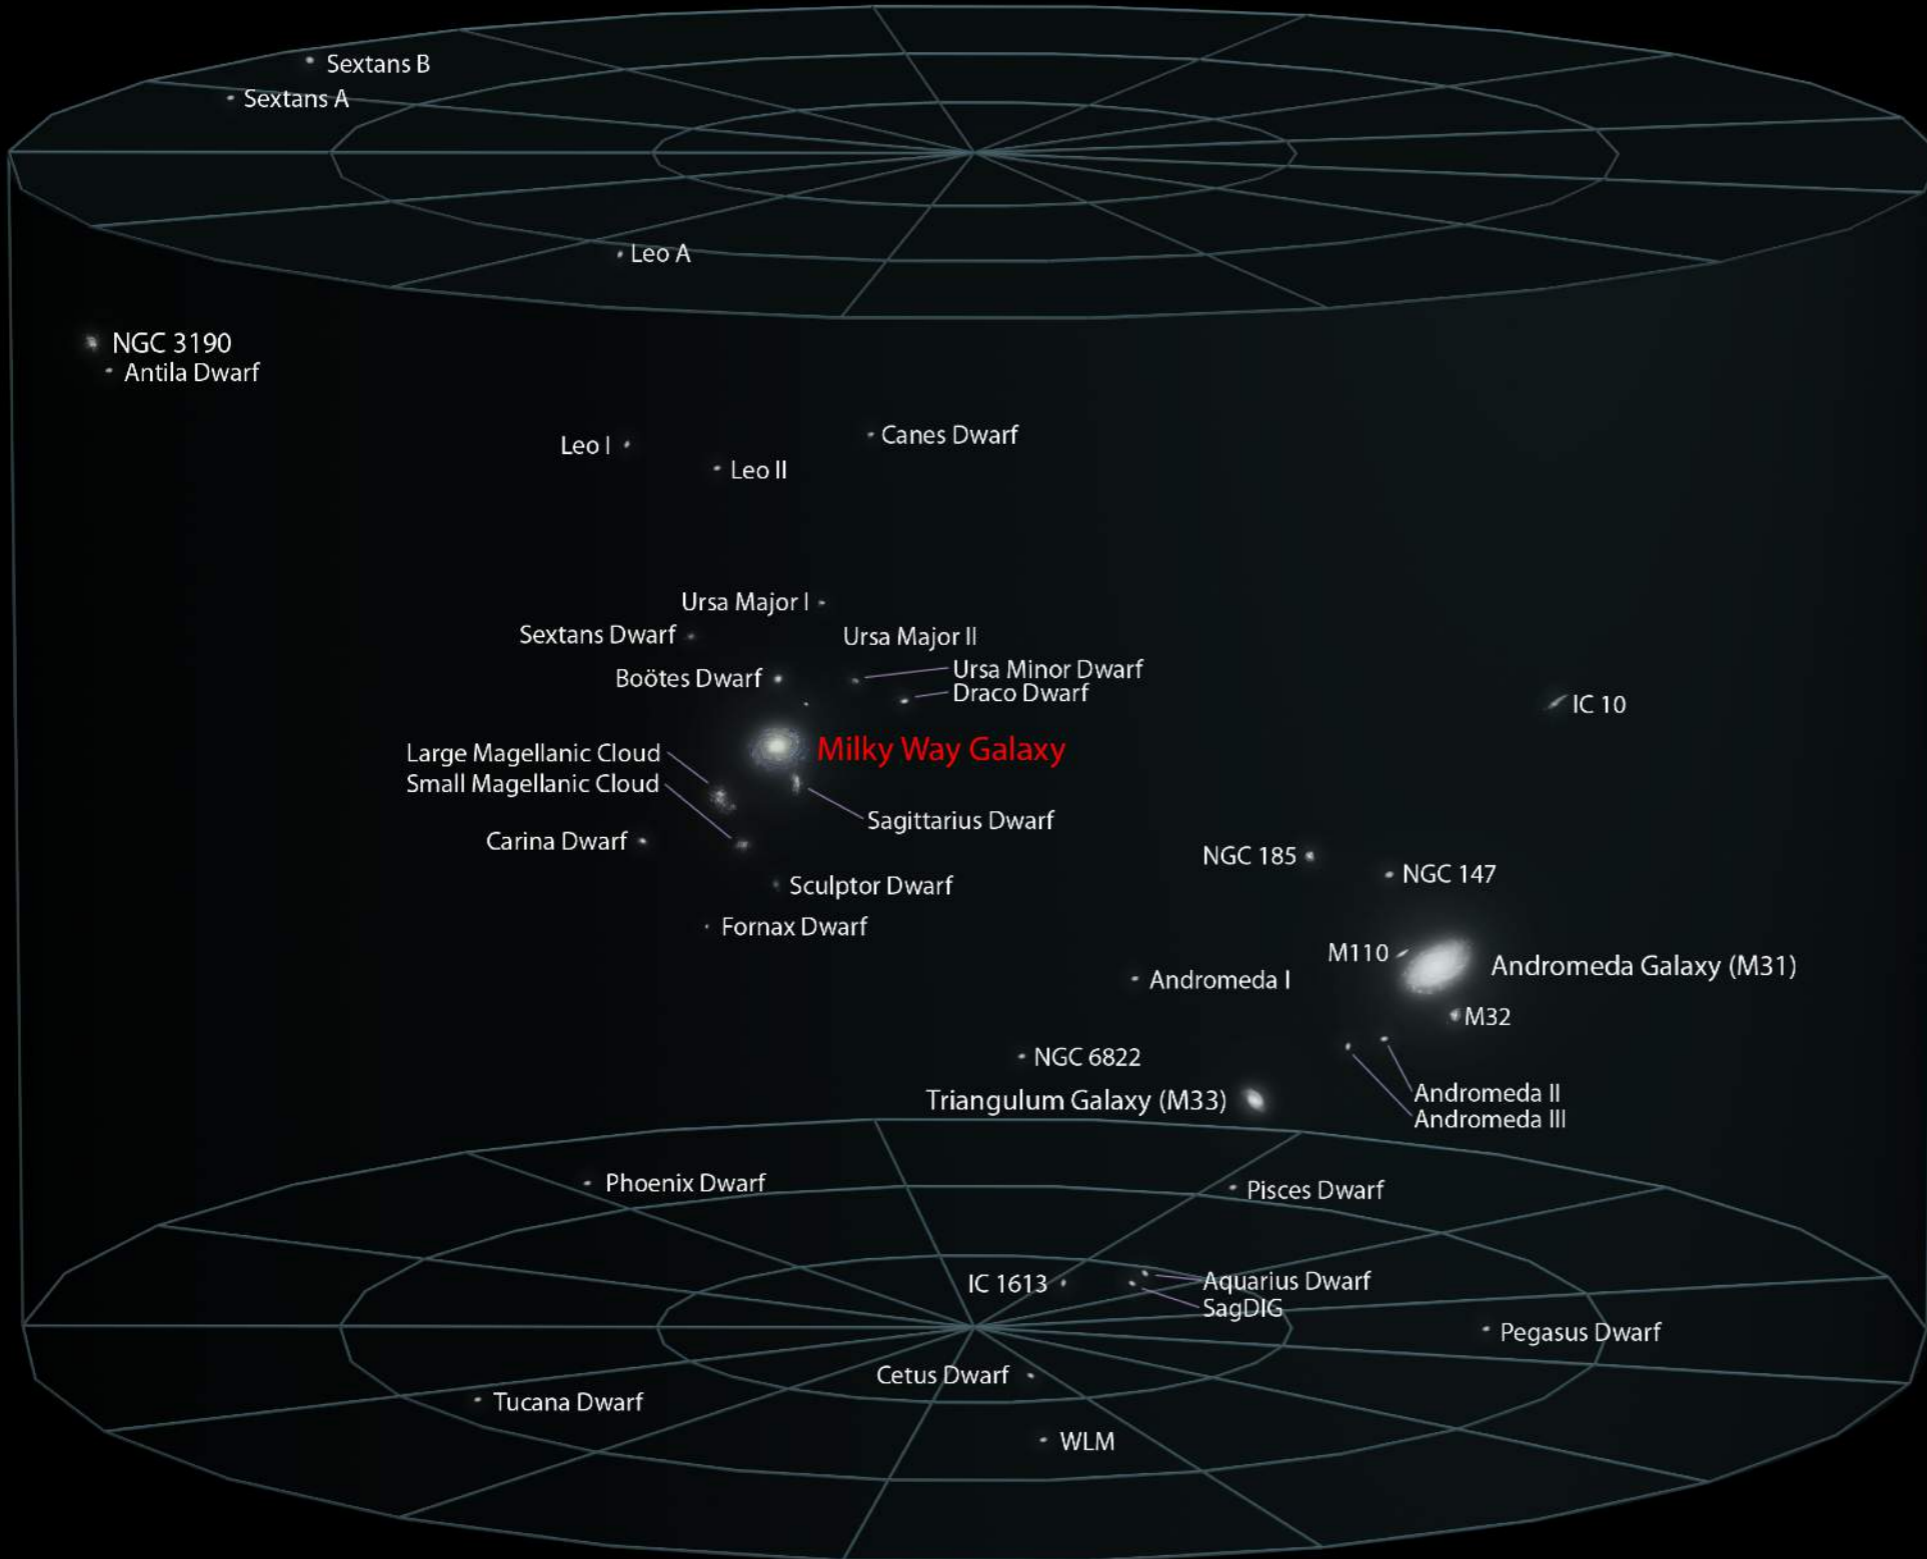 Sextans B
Sextans A
Leo A
NGC 3190
Antila Dwarf
Canes Dwarf
Leo I
Leo II
Ursa Major I
Sextans Dwarf
Ursa Major II
Ursa Minor Dwarf
Boötes Dwarf
Draco Dwarf
IC 10
Milky Way Galaxy
Large Magellanic Cloud
Small Magellanic Cloud
Sagittarius Dwarf
Carina Dwarf
NGC 185
NGC 147
Sculptor Dwarf
Fornax Dwarf
M110
Andromeda Galaxy (M31)
Andromeda I
M32
NGC 6822
Andromeda II
Triangulum Galaxy (M33)
Andromeda III
Phoenix Dwarf
Pisces Dwarf
IC 1613
Aquarius Dwarf
SagDIG
Pegasus Dwarf
Cetus Dwarf
Tucana Dwarf
WLM